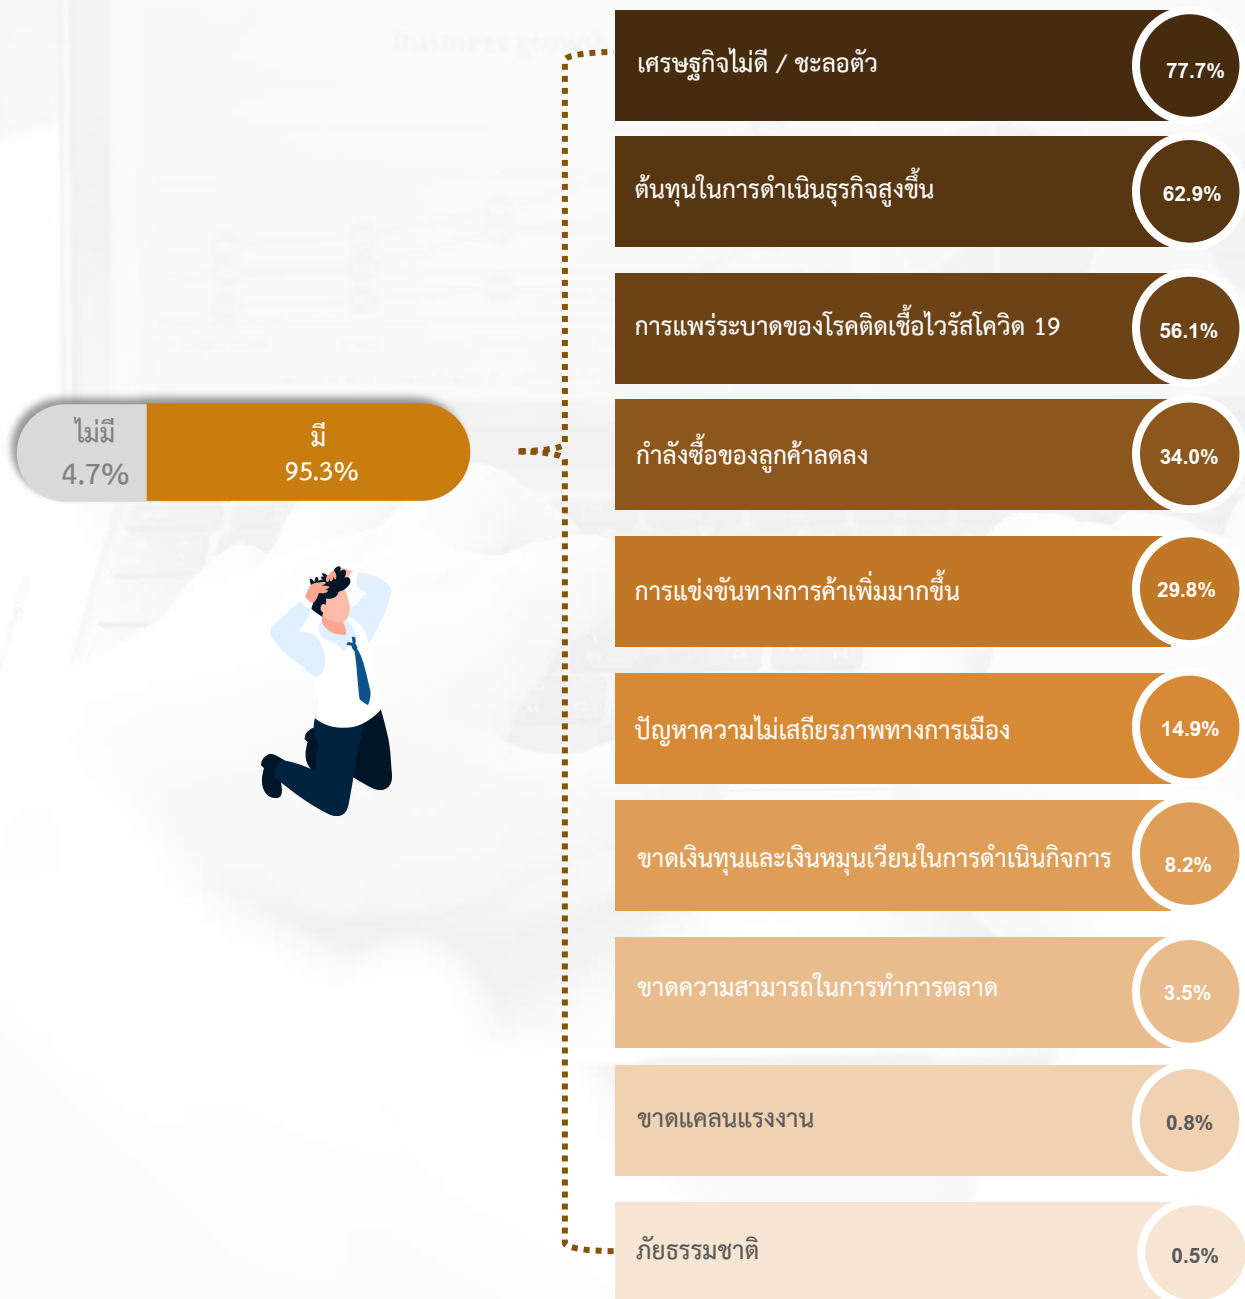 ไม่มี
4.7%
มี
95.3%
เศรษฐกิจไม่ดี / ชะลอตัว 77.7%
ต้นทุนในการดำเนินธุรกิจสูงขึ้น 62.9%
การแพร่ระบาดของโรคติดเชื้อไวรัสโควิด 19 56.1%
กำลังซื้อของลูกค้าลดลง 34.0%
การแข่งขันทางการค้าเพิ่มมากขึ้น 29.8%
ปัญหาความไม่เสถียรภาพทางการเมือง 14.9%
ขาดเงินทุนและเงินหมุนเวียนในการดำเนินกิจการ 8.2%
ขาดความสามารถในการทำการตลาด 3.5%
ขาดแคลนแรงงาน 0.8%
ภัยธรรมชาติ 0.5%